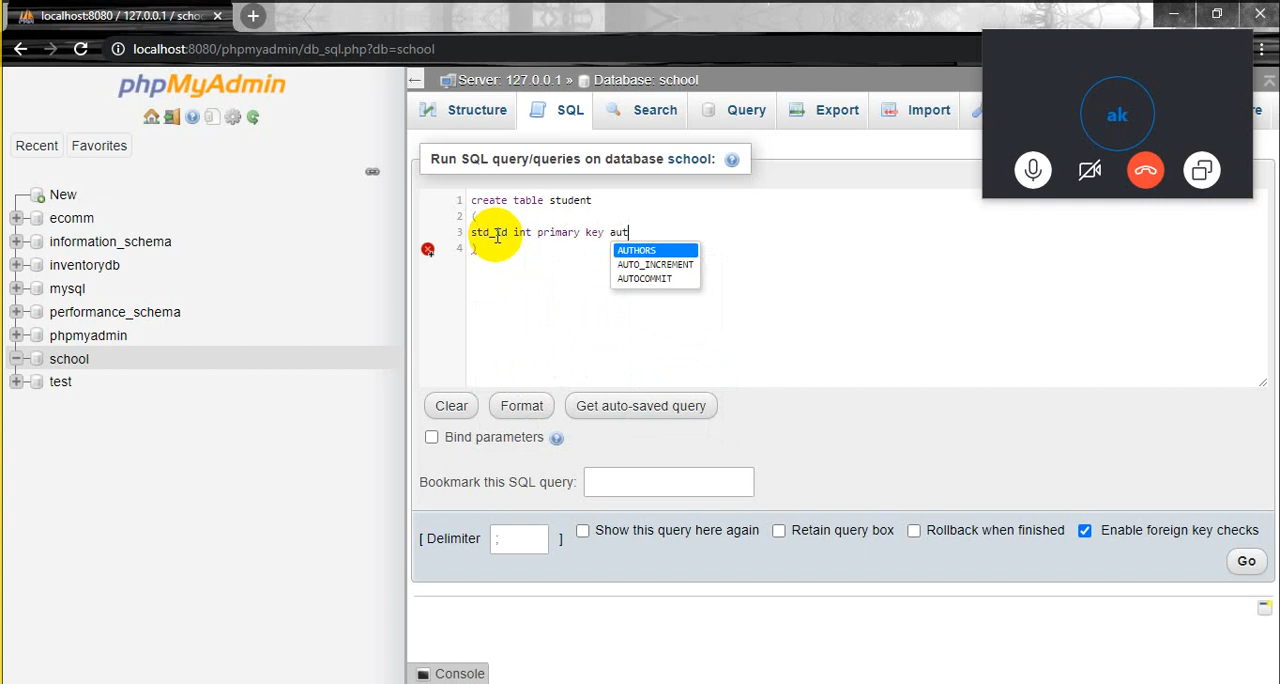 localhost:8080 / 127.0.0.1 / scho
localhost:8080/phpmyadmin/db_sql.php?db=school
phpMyAdmin
Recent
Favorites
New
ecomm
information_schema
inventorydb
mysql
performance_schema
phpmyadmin
school
test
Server: 127.0.0.1 » Database: school
Structure
SQL
Search
Query
Export
Import
re
ak
Run SQL query/queries on database school:
1 create table student
2 (
3 std_id int primary key aut
4 )
AUTHORS
AUTO_INCREMENT
AUTOCOMMIT
Clear
Format
Get auto-saved query
Bind parameters
Bookmark this SQL query:
[ Delimiter ; ]
Show this query here again
Retain query box
Rollback when finished
Enable foreign key checks
Go
Console